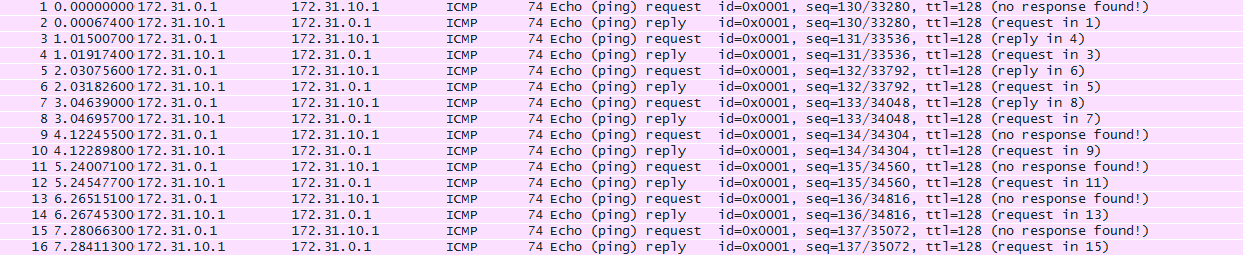 1 0.00000000 172.31.0.1 172.31.10.1 ICMP 74 Echo (ping) request id=0x0001, seq=130/33280, ttl=128 (no response found!)
2 0.00067400 172.31.10.1 172.31.0.1 ICMP 74 Echo (ping) reply id=0x0001, seq=130/33280, ttl=128 (request in 1)
3 1.01500700 172.31.0.1 172.31.10.1 ICMP 74 Echo (ping) request id=0x0001, seq=131/33536, ttl=128 (reply in 4)
4 1.01917400 172.31.10.1 172.31.0.1 ICMP 74 Echo (ping) reply id=0x0001, seq=131/33536, ttl=128 (request in 3)
5 2.03075600 172.31.0.1 172.31.10.1 ICMP 74 Echo (ping) request id=0x0001, seq=132/33792, ttl=128 (reply in 6)
6 2.03182600 172.31.10.1 172.31.0.1 ICMP 74 Echo (ping) reply id=0x0001, seq=132/33792, ttl=128 (request in 5)
7 3.04639000 172.31.0.1 172.31.10.1 ICMP 74 Echo (ping) request id=0x0001, seq=133/34048, ttl=128 (reply in 8)
8 3.04695700 172.31.10.1 172.31.0.1 ICMP 74 Echo (ping) reply id=0x0001, seq=133/34048, ttl=128 (request in 7)
9 4.12245500 172.31.0.1 172.31.10.1 ICMP 74 Echo (ping) request id=0x0001, seq=134/34304, ttl=128 (no response found!)
10 4.12289800 172.31.10.1 172.31.0.1 ICMP 74 Echo (ping) reply id=0x0001, seq=134/34304, ttl=128 (request in 9)
11 5.24007100 172.31.0.1 172.31.10.1 ICMP 74 Echo (ping) request id=0x0001, seq=135/34560, ttl=128 (no response found!)
12 5.24547700 172.31.10.1 172.31.0.1 ICMP 74 Echo (ping) reply id=0x0001, seq=135/34560, ttl=128 (request in 11)
13 6.26515100 172.31.0.1 172.31.10.1 ICMP 74 Echo (ping) request id=0x0001, seq=136/34816, ttl=128 (no response found!)
14 6.26745300 172.31.10.1 172.31.0.1 ICMP 74 Echo (ping) reply id=0x0001, seq=136/34816, ttl=128 (request in 13)
15 7.28066300 172.31.0.1 172.31.10.1 ICMP 74 Echo (ping) request id=0x0001, seq=137/35072, ttl=128 (no response found!)
16 7.28411300 172.31.10.1 172.31.0.1 ICMP 74 Echo (ping) reply id=0x0001, seq=137/35072, ttl=128 (request in 15)